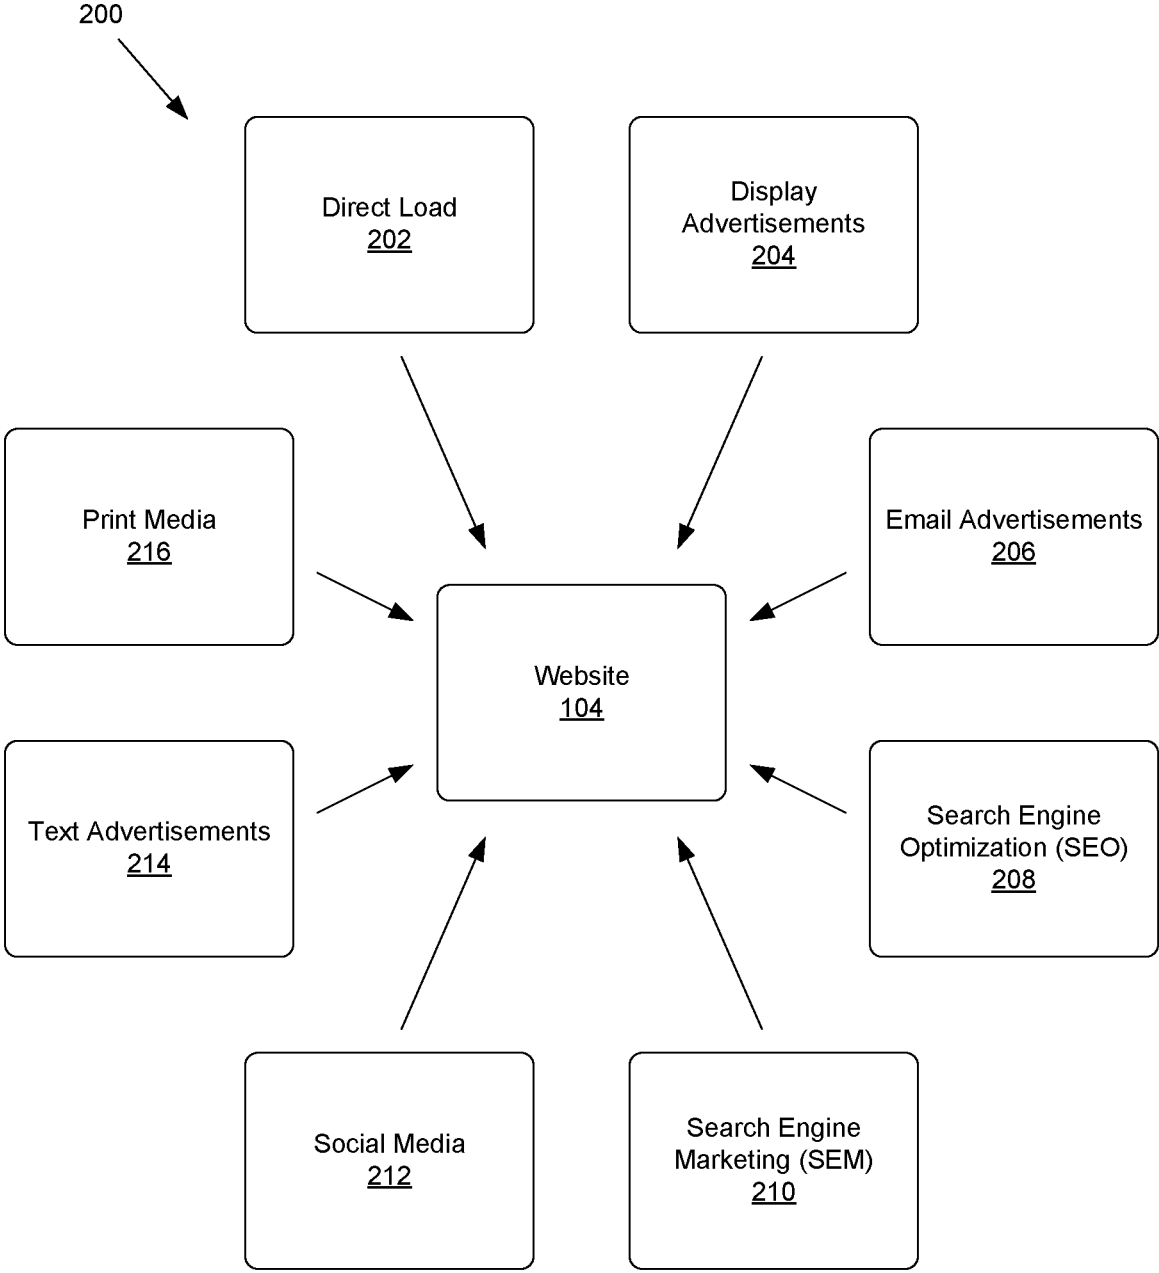 200
Direct Load
202
Display
Advertisements
204
Print Media
216
Email Advertisements
206
Website
104
Text Advertisements
214
Search Engine
Optimization (SEO)
208
Social Media
212
Search Engine
Marketing (SEM)
210